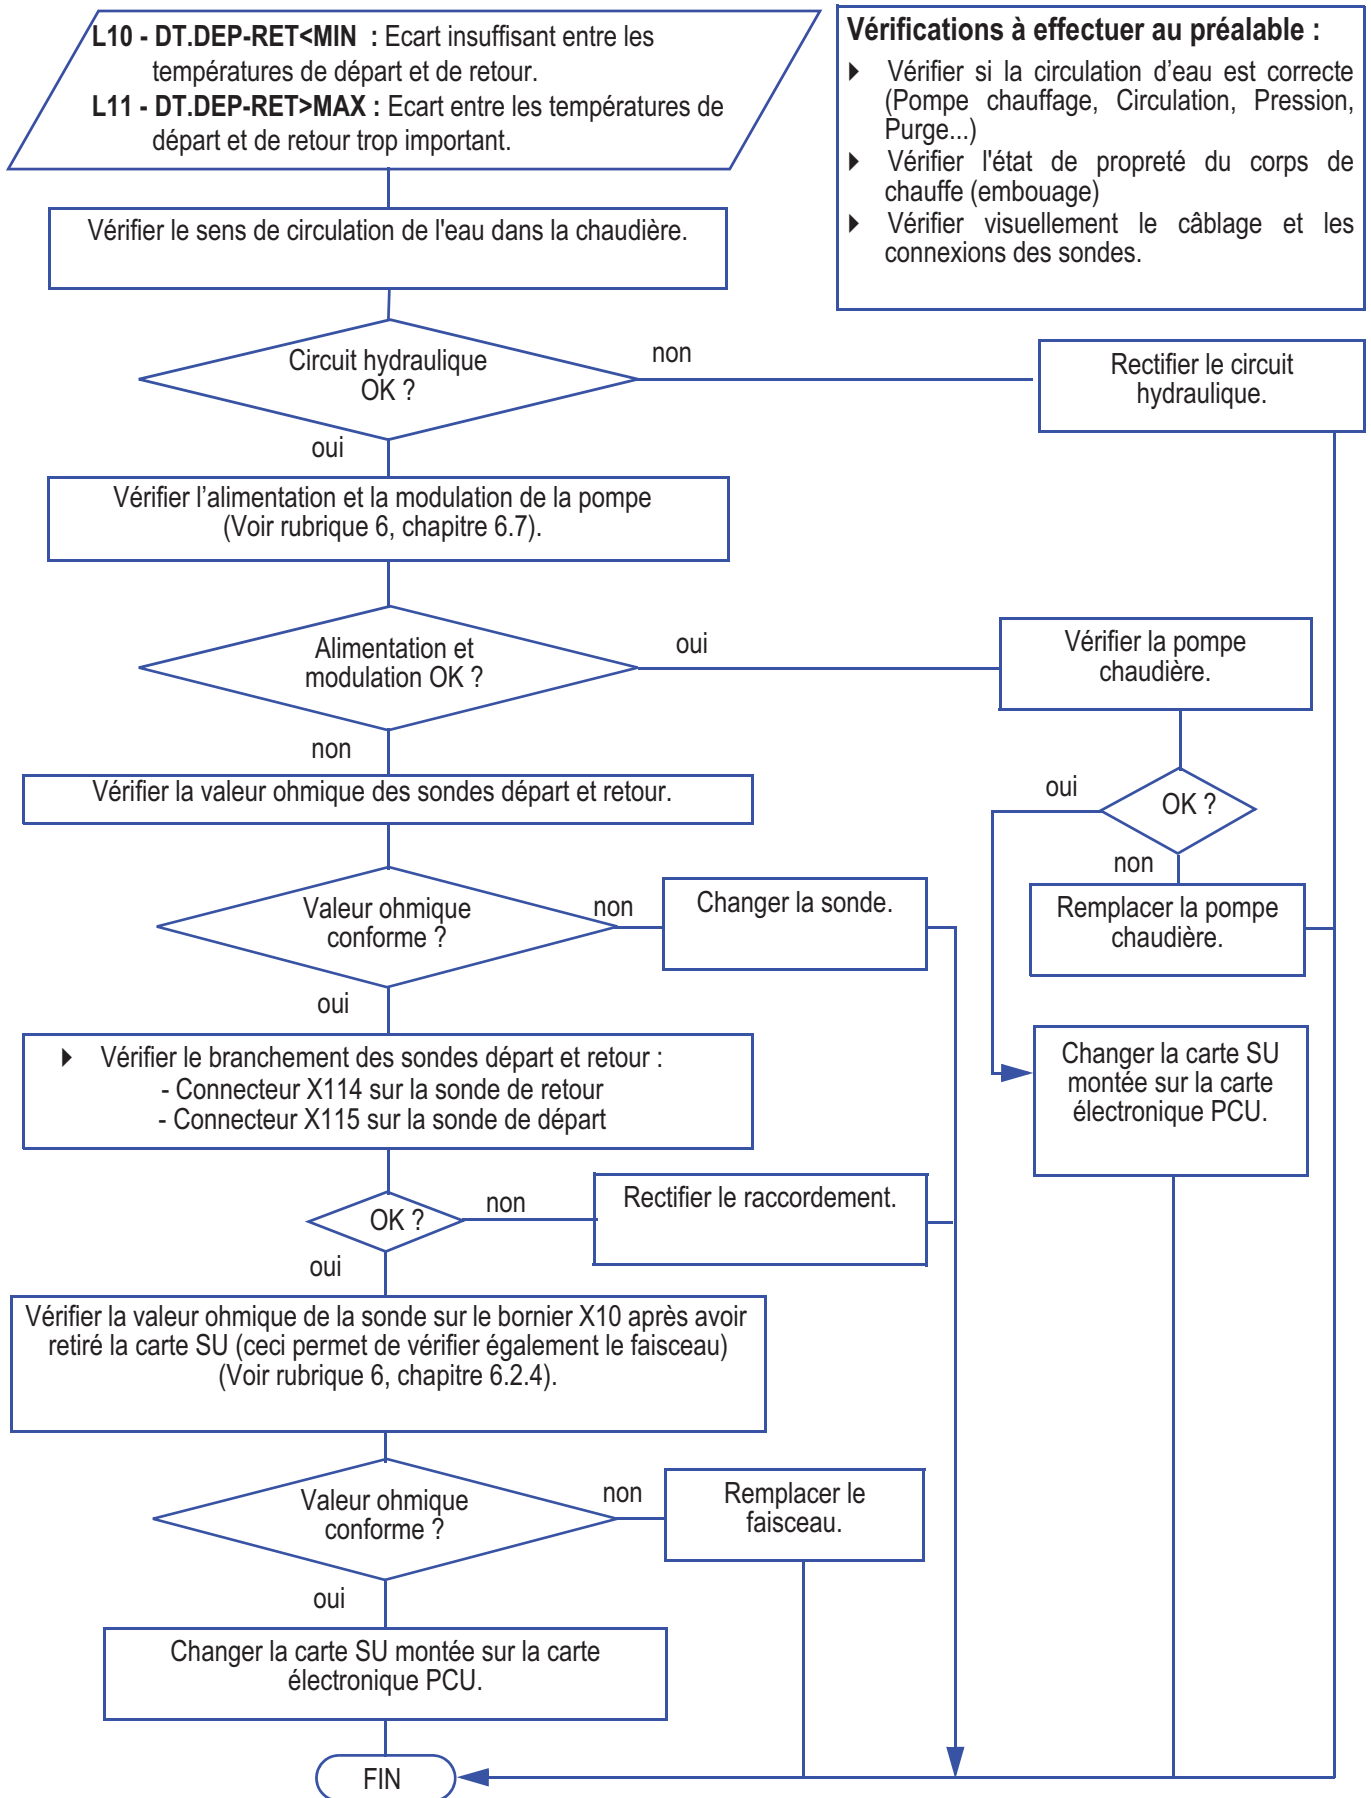 L10 - DT.DEP-RET<MIN : Ecart insuffisant entre les
températures de départ et de retour.
L11 - DT.DEP-RET>MAX : Ecart entre les températures de
départ et de retour trop important.
Vérifications à effectuer au préalable :
Vérifier si la circulation d’eau est correcte
(Pompe chauffage, Circulation, Pression,
Purge...)
Vérifier l'état de propreté du corps de
chauffe (embouage)
Vérifier visuellement le câblage et les
connexions des sondes.
Vérifier le sens de circulation de l'eau dans la chaudière.
Circuit hydraulique
OK ?
non
Rectifier le circuit
hydraulique.
oui
Vérifier l’alimentation et la modulation de la pompe
(Voir rubrique 6, chapitre 6.7).
Alimentation et
modulation OK ?
oui
Vérifier la pompe
chaudière.
non
oui
OK ?
non
Remplacer la pompe
chaudière.
Changer la carte SU
montée sur la carte
électronique PCU.
Vérifier la valeur ohmique des sondes départ et retour.
Valeur ohmique
conforme ?
non
Changer la sonde.
oui
Vérifier le branchement des sondes départ et retour :
- Connecteur X114 sur la sonde de retour
- Connecteur X115 sur la sonde de départ
OK ?
non
Rectifier le raccordement.
oui
Vérifier la valeur ohmique de la sonde sur le bornier X10 après avoir
retiré la carte SU (ceci permet de vérifier également le faisceau)
(Voir rubrique 6, chapitre 6.2.4).
Valeur ohmique
conforme ?
non
Remplacer le
faisceau.
oui
Changer la carte SU montée sur la carte
électronique PCU.
FIN